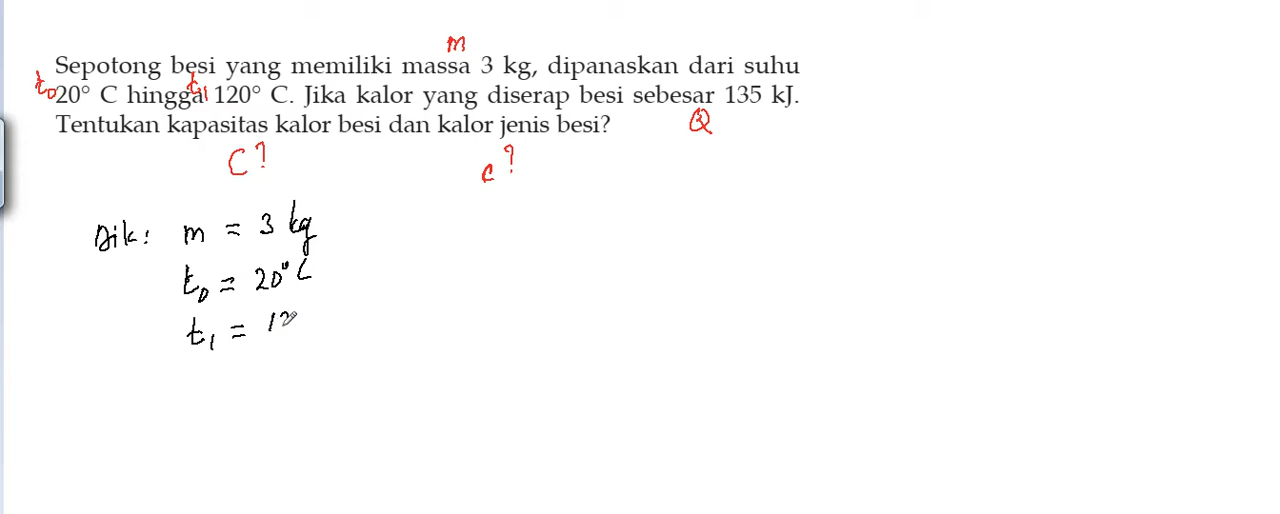 m
Sepotong besi yang memiliki massa 3 kg, dipanaskan dari suhu
t₀ 20° C hingga t₁ 120° C. Jika kalor yang diserap besi sebesar 135 kJ.
Tentukan kapasitas kalor besi dan kalor jenis besi? Q
C? c?
Dik: m = 3 kg
t₀ = 20° C
t₁ = 12